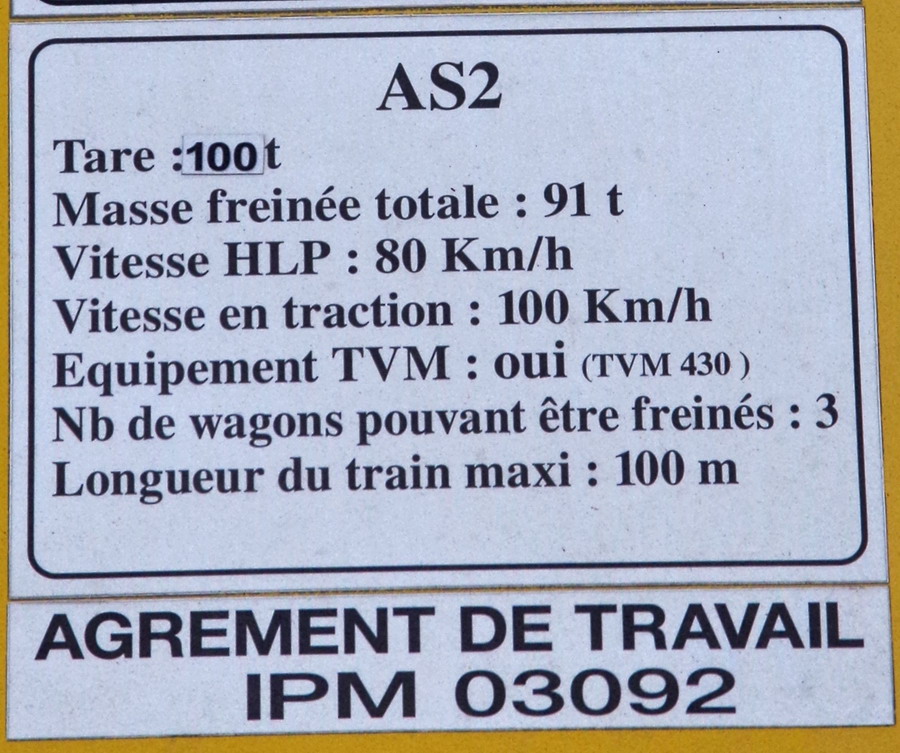 AS2
Tare :100t
Masse freinée totale : 91 t
Vitesse HLP : 80 Km/h
Vitesse en traction : 100 Km/h
Equipement TVM : oui (TVM 430 )
Nb de wagons pouvant être freinés : 3
Longueur du train maxi : 100 m
AGREMENT DE TRAVAIL
IPM 03092